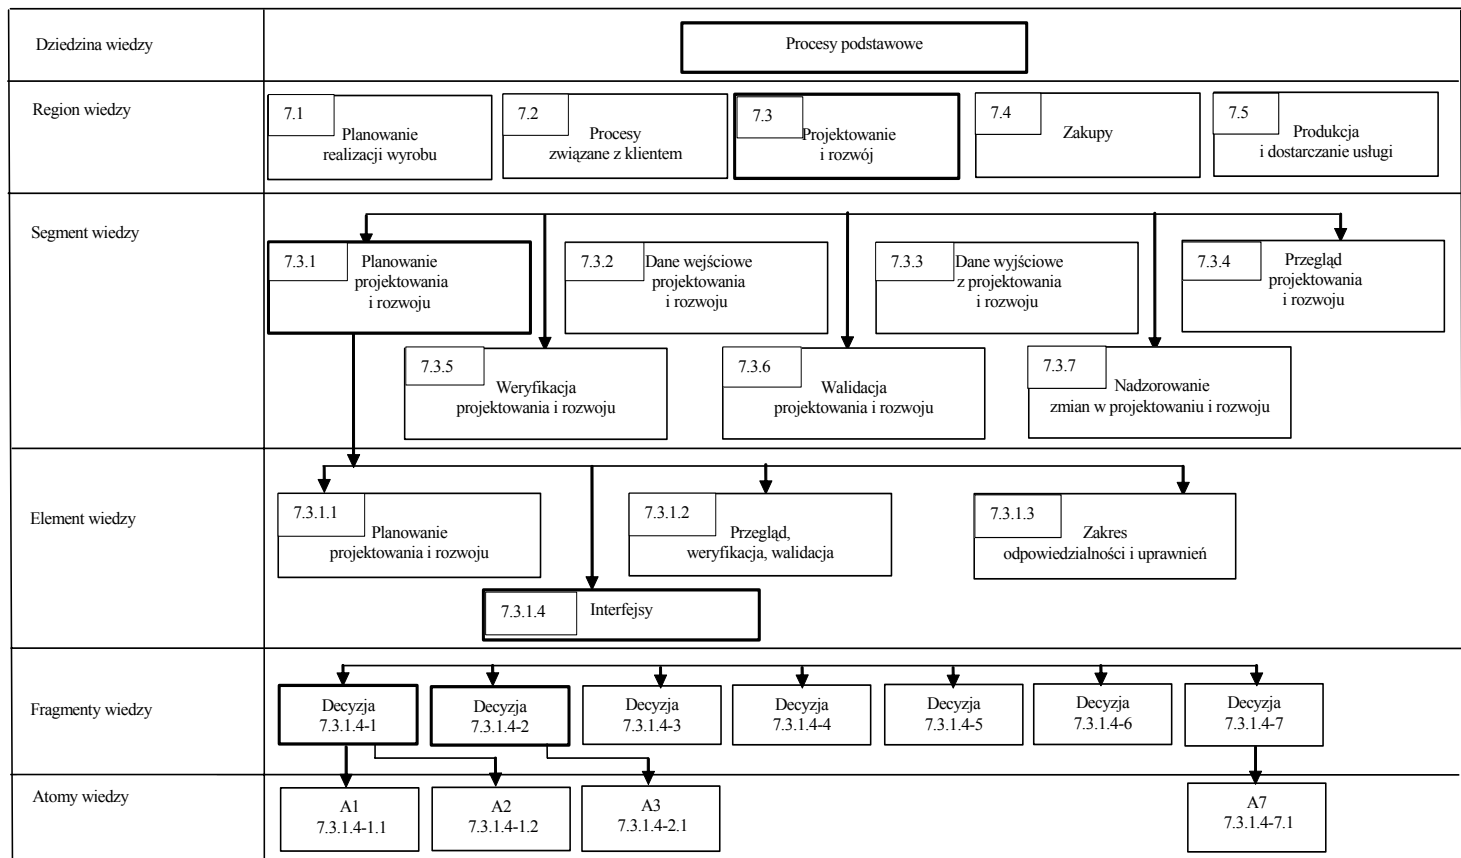 Dziedzina wiedzy
Procesy podstawowe
Region wiedzy
7.1
Planowanie
realizacji wyrobu
7.2
Procesy
związane z klientem
7.3
Projektowanie
i rozwój
7.4
Zakupy
7.5
Produkcja
i dostarczanie usługi
Segment wiedzy
7.3.1
Planowanie
projektowania
i rozwoju
7.3.2
Dane wejściowe
projektowania
i rozwoju
7.3.3
Dane wyjściowe
z projektowania
i rozwoju
7.3.4
Przegląd
projektowania
i rozwoju
7.3.5
Weryfikacja
projektowania i rozwoju
7.3.6
Walidacja
projektowania i rozwoju
7.3.7
Nadzorowanie
zmian w projektowaniu i rozwoju
Element wiedzy
7.3.1.1
Planowanie
projektowania i rozwoju
7.3.1.2
Przegląd,
weryfikacja, walidacja
7.3.1.3
Zakres
odpowiedzialności i uprawnień
7.3.1.4
Interfejsy
Fragmenty wiedzy
Decyzja
7.3.1.4-1
Decyzja
7.3.1.4-2
Decyzja
7.3.1.4-3
Decyzja
7.3.1.4-4
Decyzja
7.3.1.4-5
Decyzja
7.3.1.4-6
Decyzja
7.3.1.4-7
Atomy wiedzy
A1
7.3.1.4-1.1
A2
7.3.1.4-1.2
A3
7.3.1.4-2.1
A7
7.3.1.4-7.1